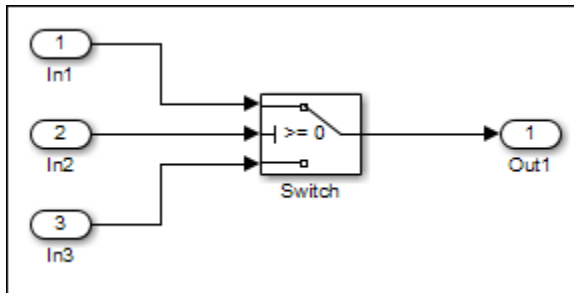 1
In1
2
In2
3
In3
>= 0
Switch
1
Out1